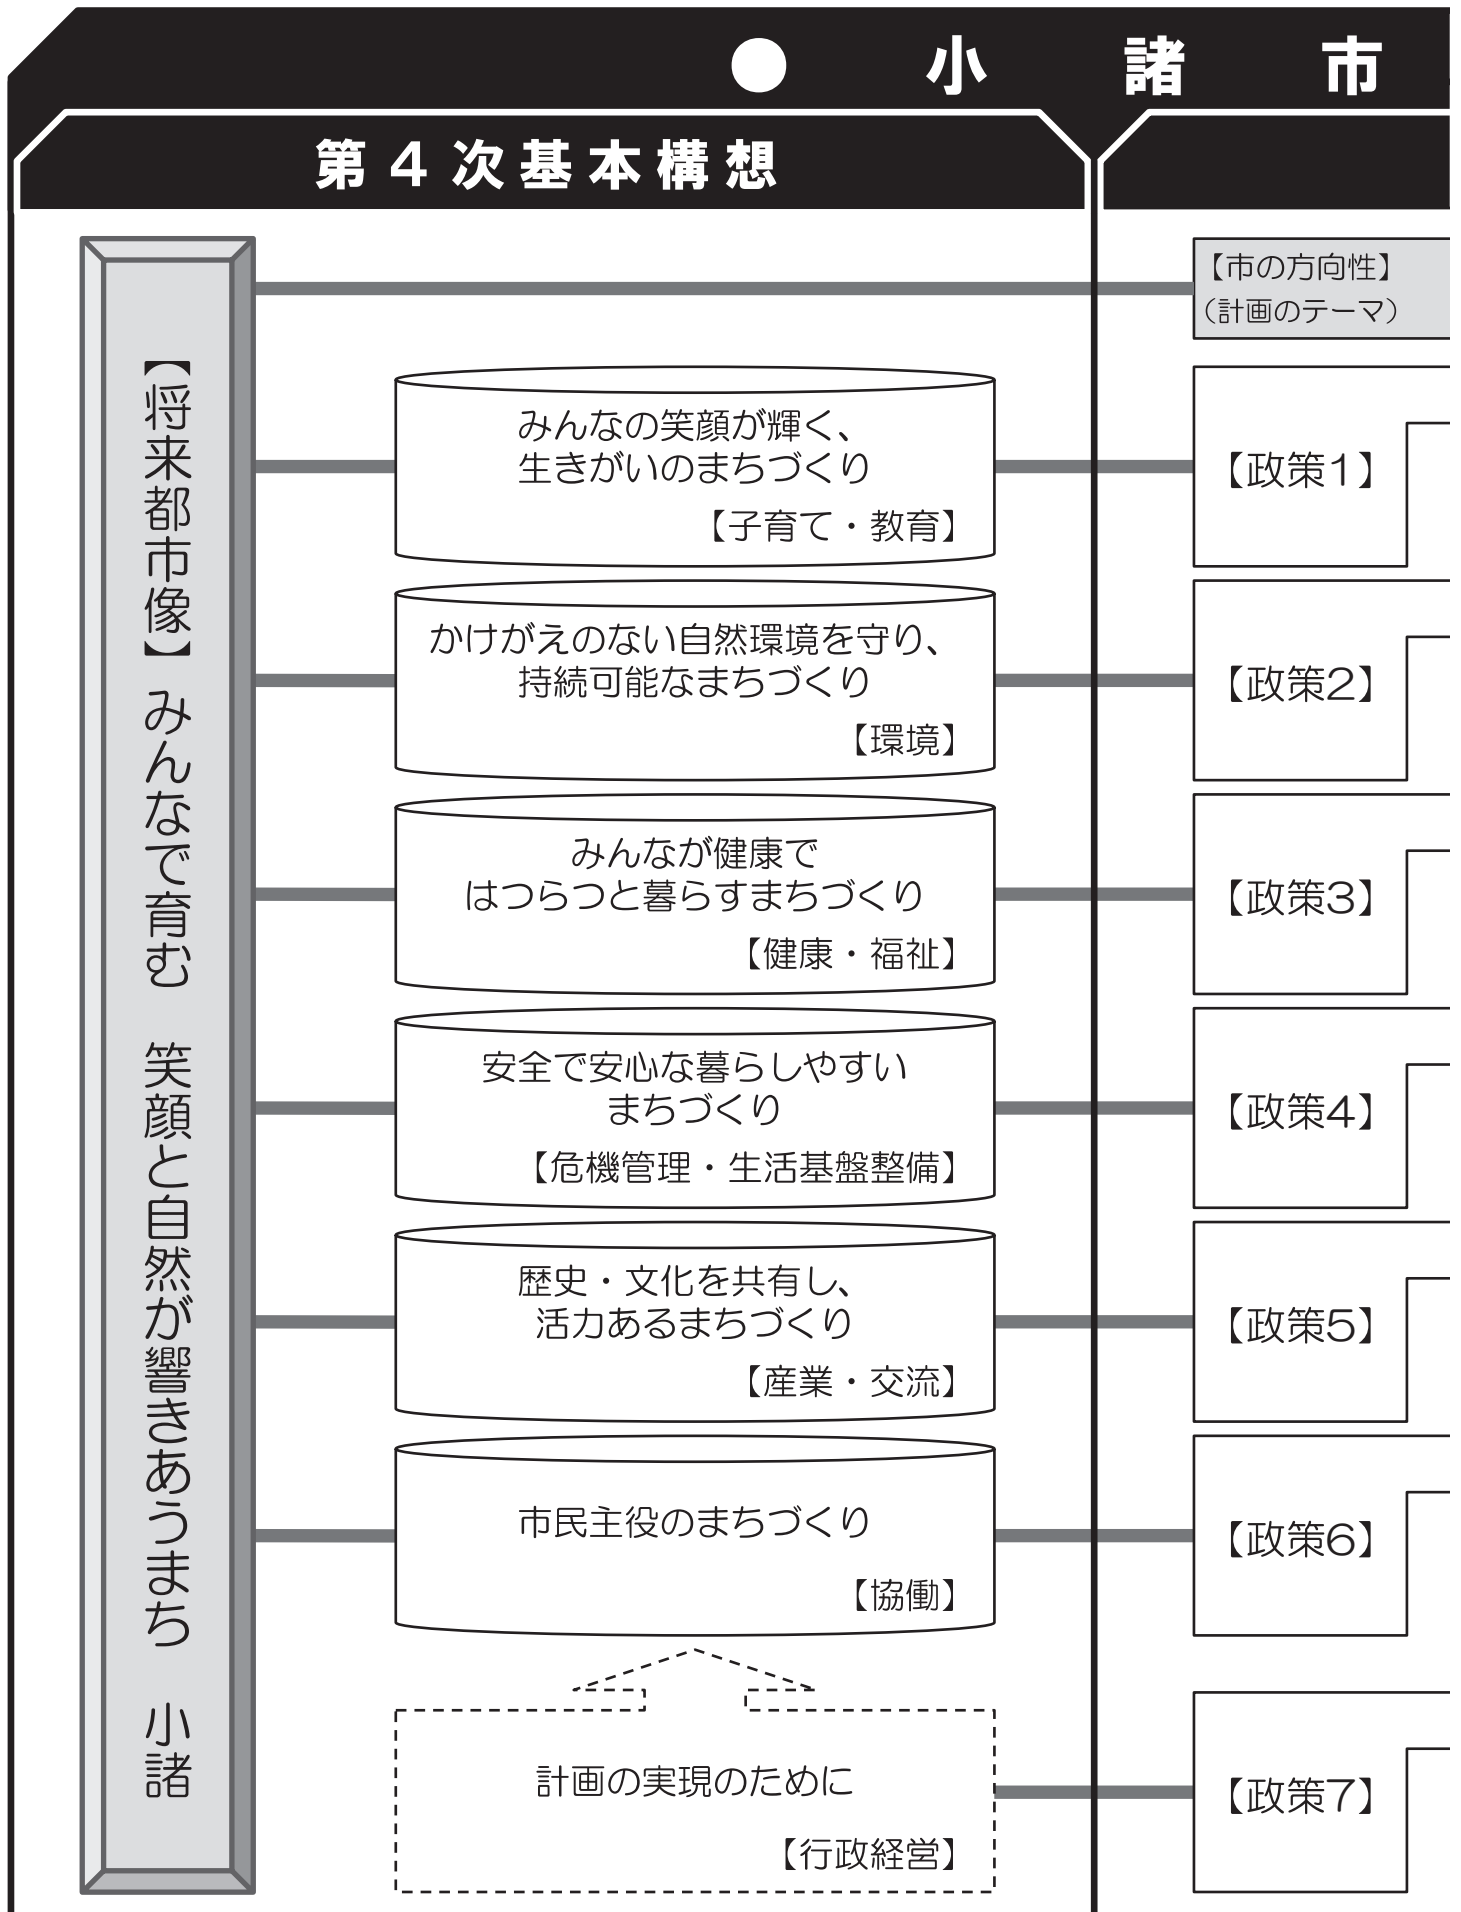 ● 小 諸 市
第４次基本構想
【将来都市像】みんなで育む　笑顔と自然が響きあうまち　小諸
【市の方向性】
（計画のテーマ）
みんなの笑顔が輝く、
生きがいのまちづくり
【子育て・教育】
【政策1】
かけがえのない自然環境を守り、
持続可能なまちづくり
【環境】
【政策2】
みんなが健康で
はつらつと暮らすまちづくり
【健康・福祉】
【政策3】
安全で安心な暮らしやすい
まちづくり
【危機管理・生活基盤整備】
【政策4】
歴史・文化を共有し、
活力あるまちづくり
【産業・交流】
【政策5】
市民主役のまちづくり
【協働】
【政策6】
計画の実現のために
【行政経営】
【政策7】